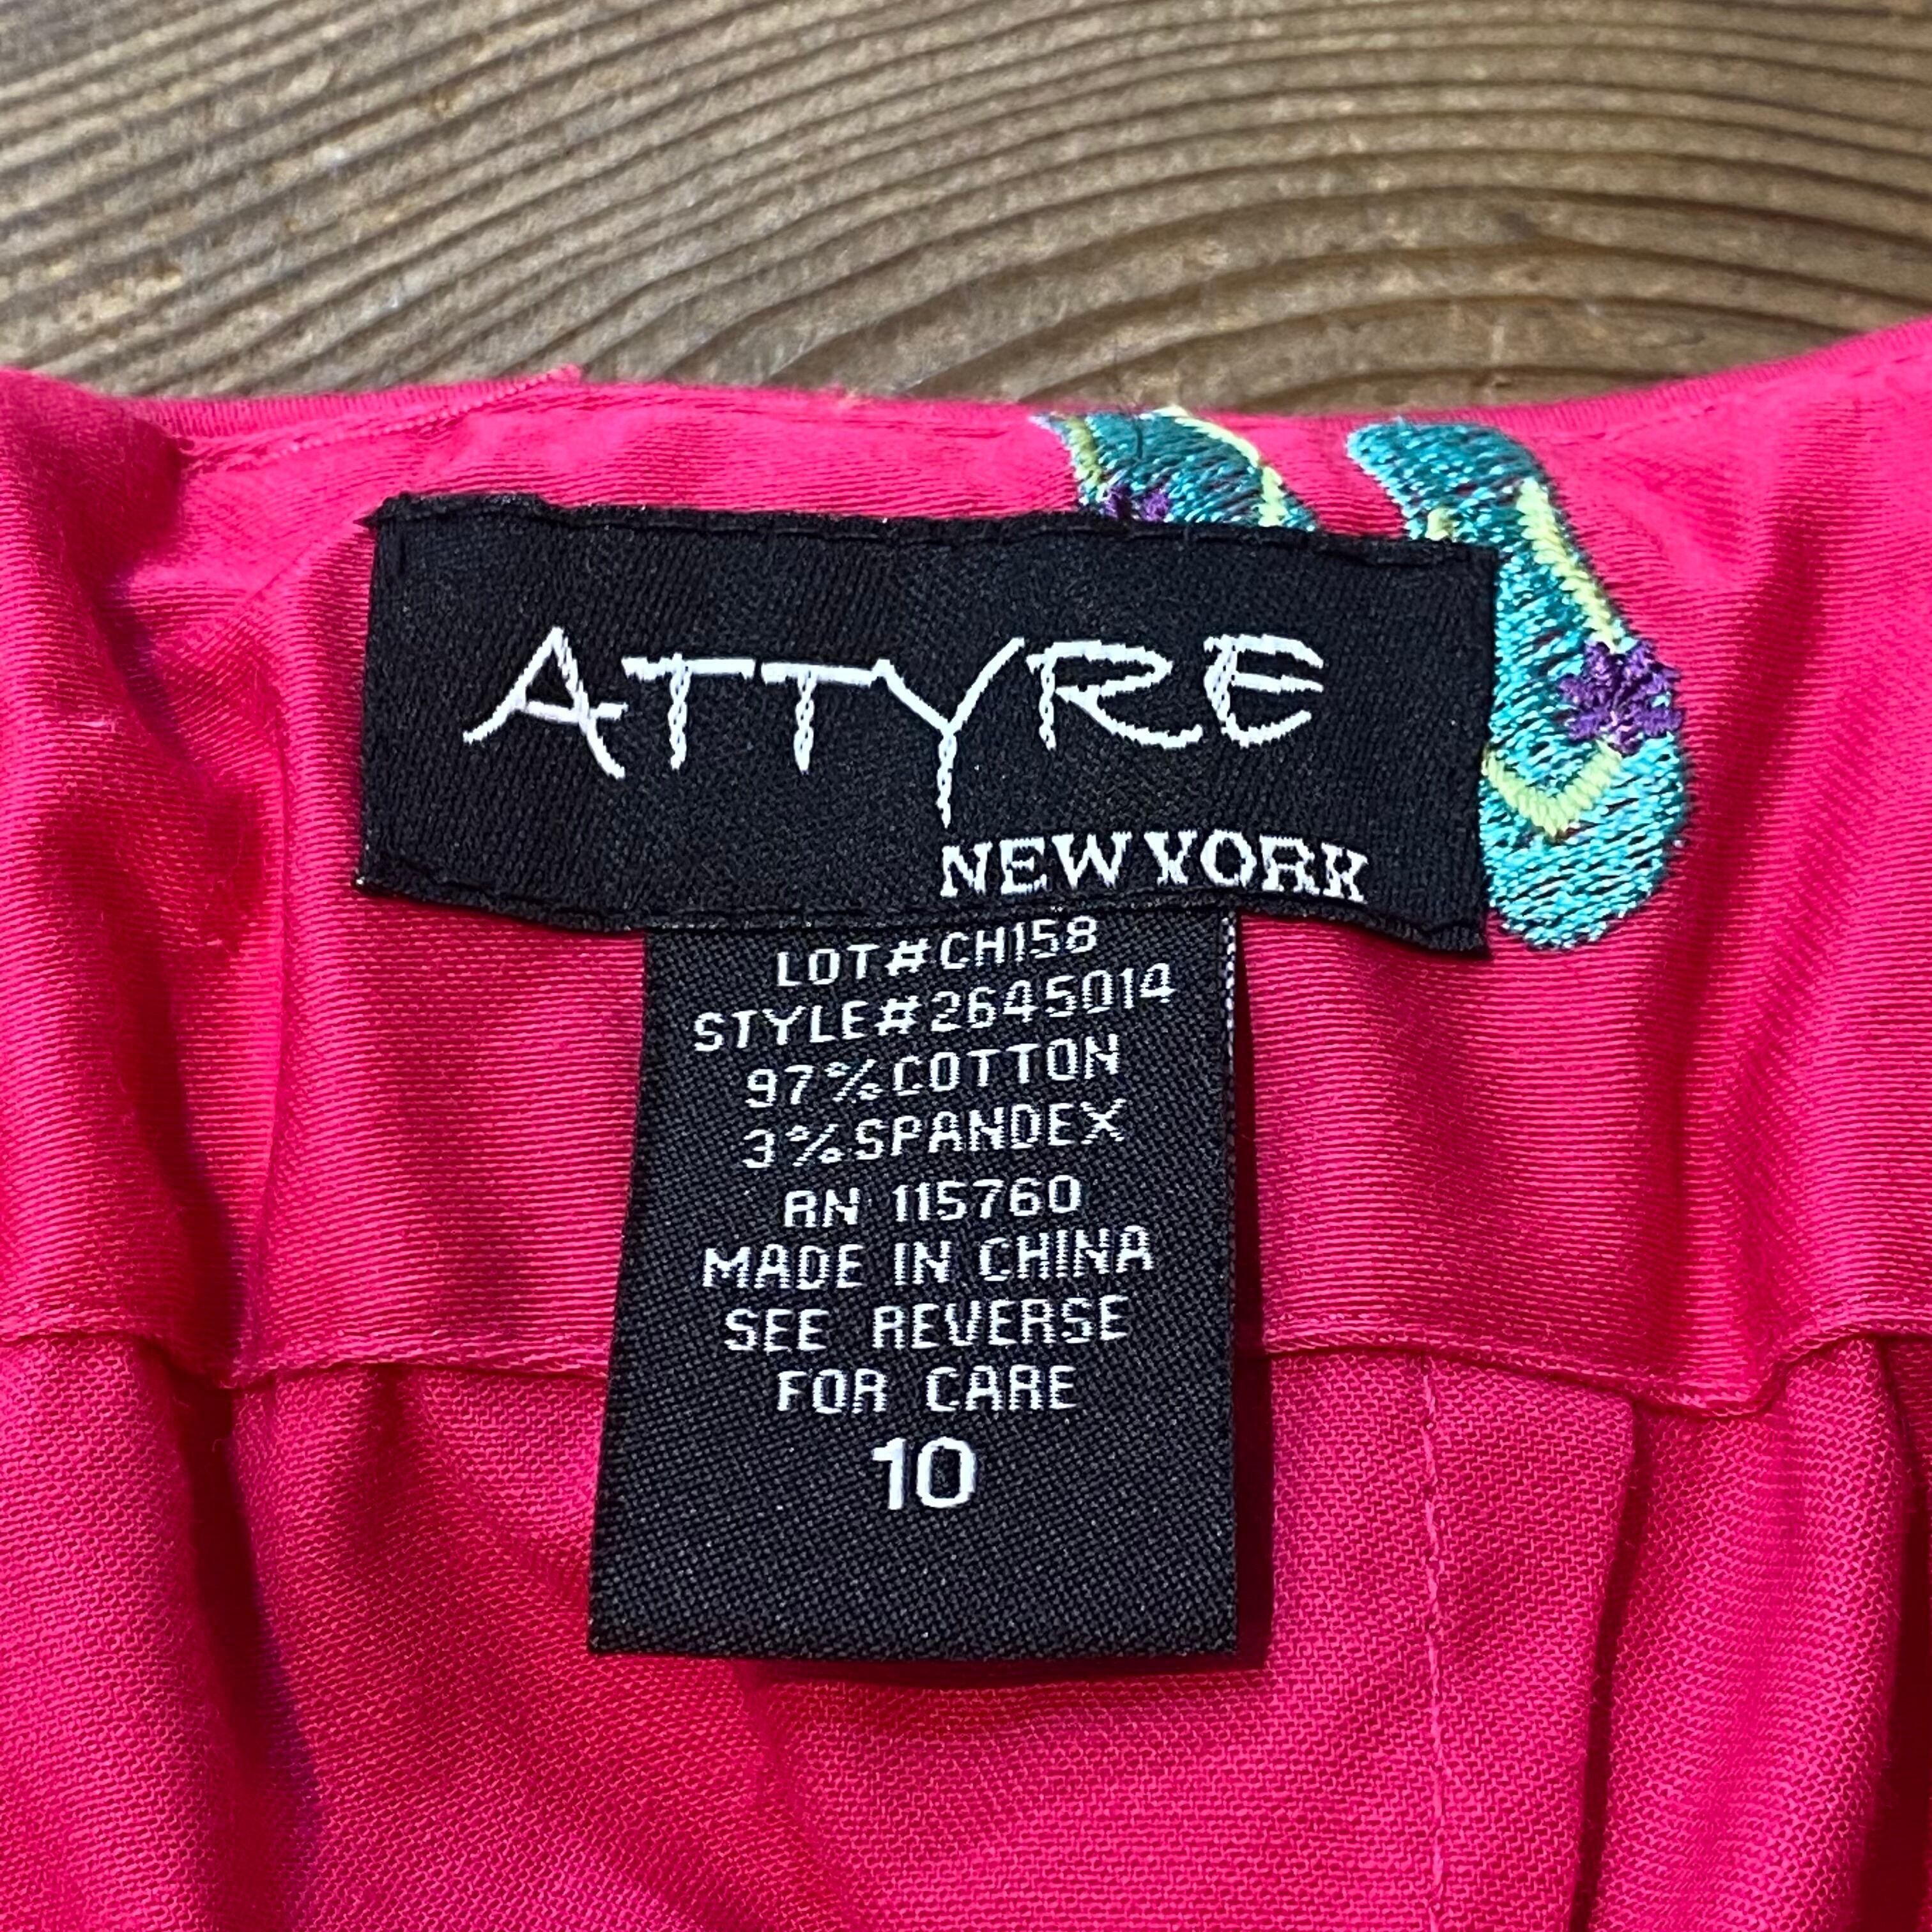 ATTYRE
NEW YORK
LOT#CH158
STYLE#2645014
97%COTTON
3%SPANDEX
RN 115760
MADE IN CHINA
SEE REVERSE
FOR CARE
10